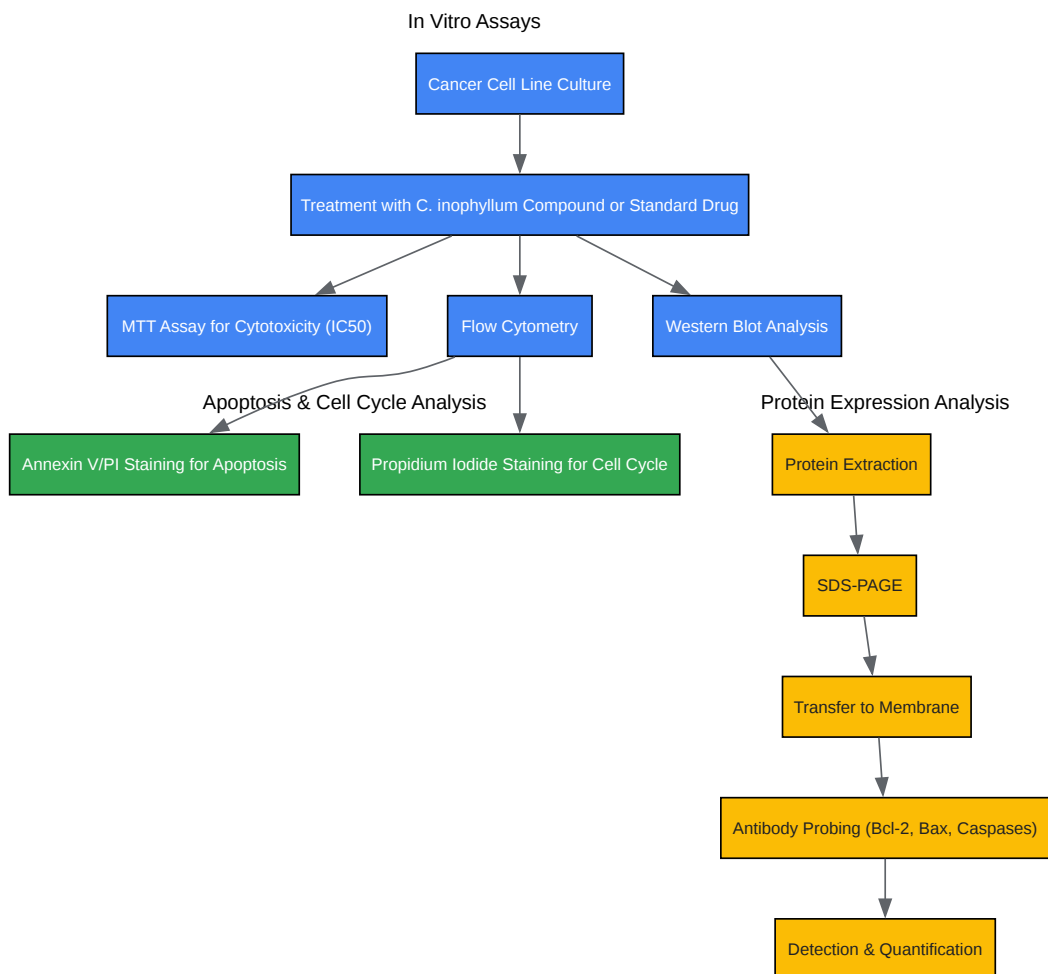 In Vitro Assays
Cancer Cell Line Culture
Treatment with C. inophyllum Compound or Standard Drug
MTT Assay for Cytotoxicity (IC50)
Flow Cytometry
Western Blot Analysis
Apoptosis & Cell Cycle Analysis
Protein Expression Analysis
Annexin V/PI Staining for Apoptosis
Propidium Iodide Staining for Cell Cycle
Protein Extraction
SDS-PAGE
Transfer to Membrane
Antibody Probing (Bcl-2, Bax, Caspases)
Detection & Quantification